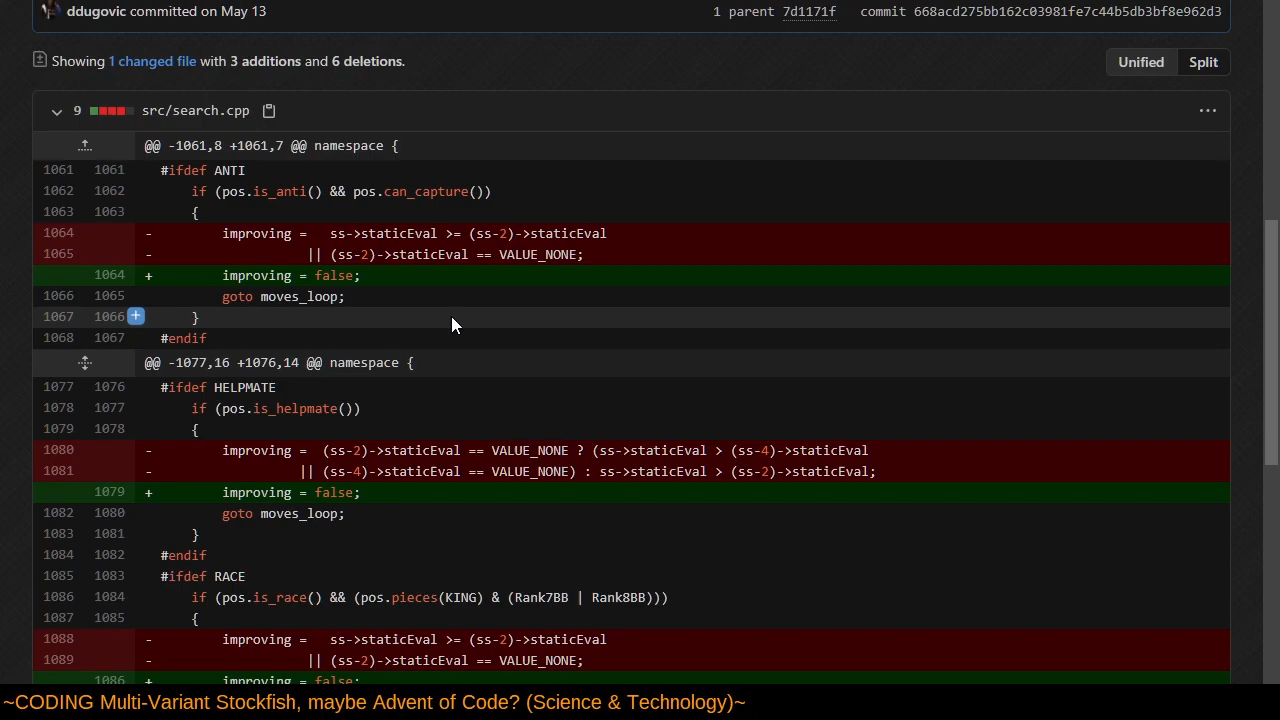 ddugovic committed on May 13
1 parent 7d1171f commit 668acd275bb162c03981fe7c44b5db3bf8e962d3
Showing 1 changed file with 3 additions and 6 deletions.
Unified Split
9 src/search.cpp
@@ -1061,8 +1061,7 @@ namespace {
1061 1061 #ifdef ANTI
1062 1062 if (pos.is_anti() && pos.can_capture())
1063 1063 {
1064 - improving = ss->staticEval >= (ss-2)->staticEval
1065 - || (ss-2)->staticEval == VALUE_NONE;
1064 + improving = false;
1066 1065 goto moves_loop;
1067 1066 }
1068 1067 #endif
@@ -1077,16 +1076,14 @@ namespace {
1077 1076 #ifdef HELPMATE
1078 1077 if (pos.is_helpmate())
1079 1078 {
1080 - improving = (ss-2)->staticEval == VALUE_NONE ? (ss->staticEval > (ss-4)->staticEval
1081 - || (ss-4)->staticEval == VALUE_NONE) : ss->staticEval > (ss-2)->staticEval;
1079 + improving = false;
1082 1080 goto moves_loop;
1083 1081 }
1084 1082 #endif
1085 1083 #ifdef RACE
1086 1084 if (pos.is_race() && (pos.pieces(KING) & (Rank7BB | Rank8BB)))
1087 1085 {
1088 - improving = ss->staticEval >= (ss-2)->staticEval
1089 - || (ss-2)->staticEval == VALUE_NONE;
1086 + improving = false;
~CODING Multi-Variant Stockfish, maybe Advent of Code? (Science & Technology)~